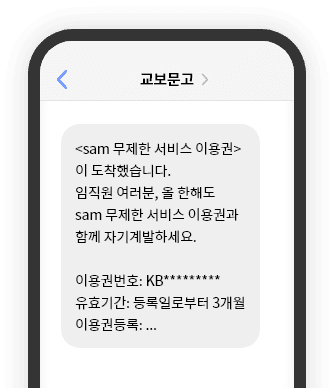 교보문고
<sam 무제한 서비스 이용권>
이 도착했습니다.
임직원 여러분, 올 한해도
sam 무제한 서비스 이용권과
함께 자기계발하세요.
이용권번호: KB*********
유효기간: 등록일로부터 3개월
이용권등록: ...